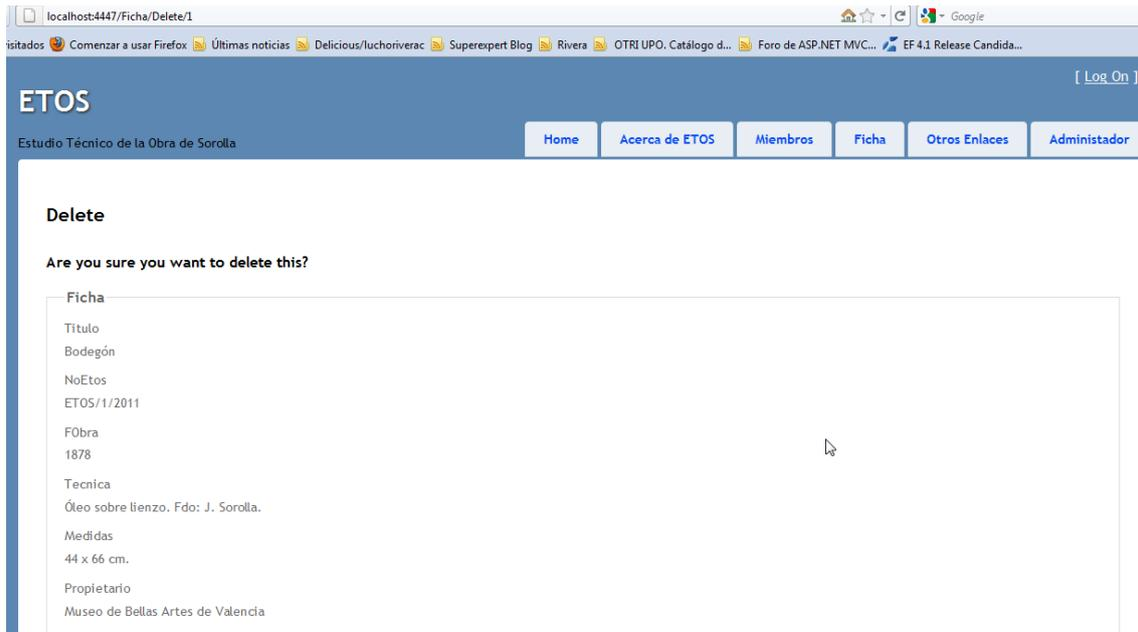 localhost:4447/Ficha/Delete/1
Google
isitados Comenzar a usar Firefox Últimas noticias Delicious/luchoriverac Superexpert Blog Rivera OTRI UPO. Catálogo d... Foro de ASP.NET MVC... EF 4.1 Release Candida...
[ Log On ]
ETOS
Estudio Técnico de la Obra de Sorolla
Home Acerca de ETOS Miembros Ficha Otros Enlaces Administador
Delete
Are you sure you want to delete this?
Ficha
Titulo
Bodegón
NoEtos
ETOS/1/2011
FObra
1878
Tecnica
Óleo sobre lienzo. Fdo: J. Sorolla.
Medidas
44 x 66 cm.
Propietario
Museo de Bellas Artes de Valencia